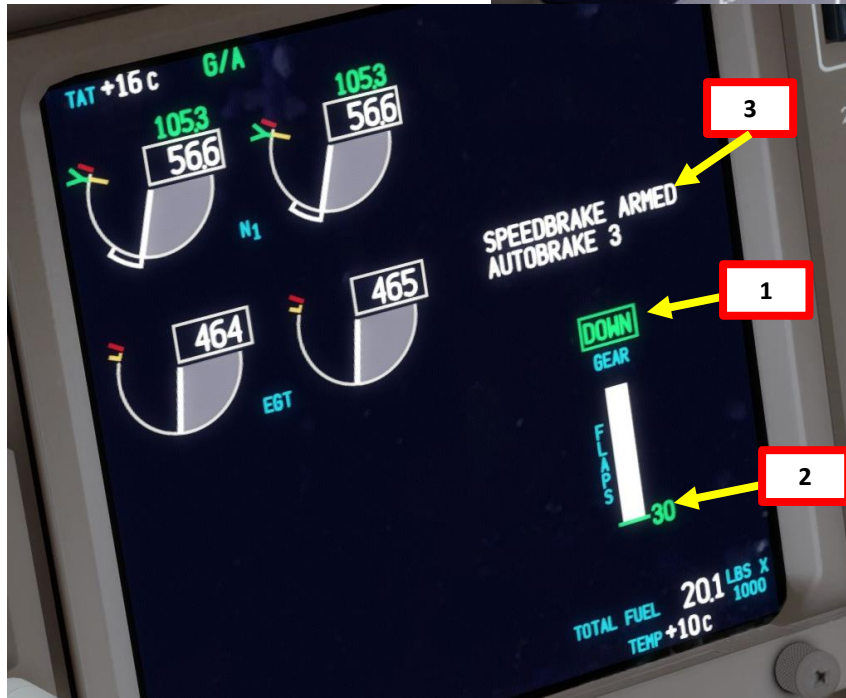 TAT +16c
G/A
105.3
105.3
56.6
56.6
N1
3
SPEEDBRAKE ARMED
AUTOBRAKE 3
464
465
EGT
1
DOWN
GEAR
FLAPS
2
30
TOTAL FUEL 20.1 LBS X
1000
TEMP +10c